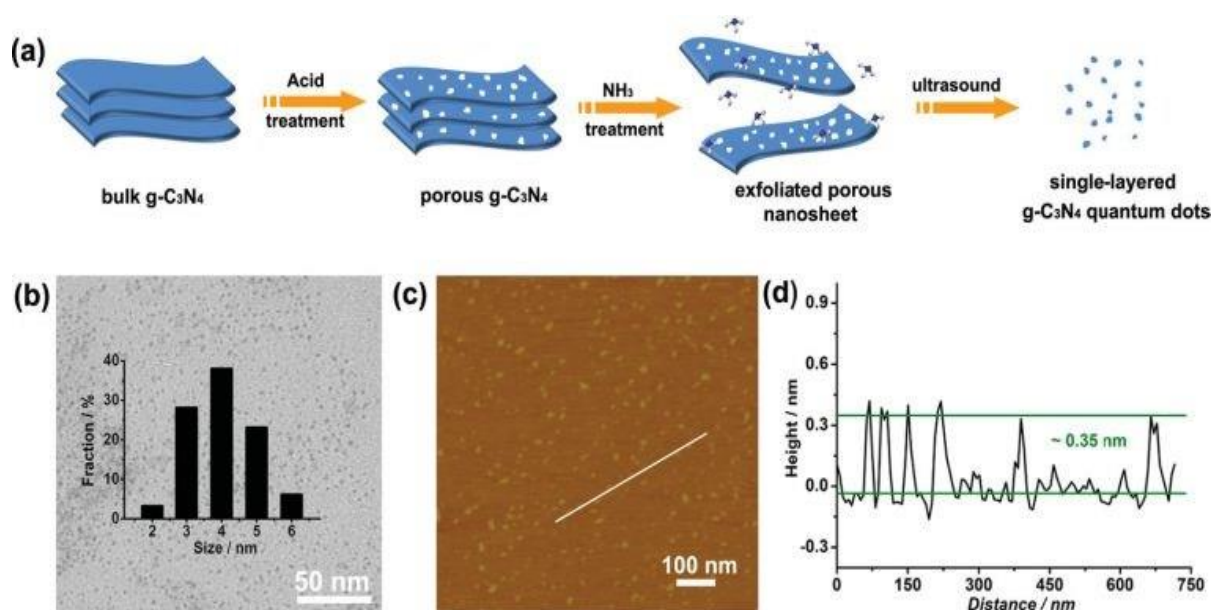 (a)
Acid
treatment
NH₃
treatment
ultrasound
bulk g-C₃N₄
porous g-C₃N₄
exfoliated porous
nanosheet
single-layered
g-C₃N₄ quantum dots
(b)
Fraction / %
40
30
20
10
0
2 3 4 5 6
Size / nm
50 nm
(c)
100 nm
(d)
Height / nm
0.9
0.6
0.3
0.0
-0.3
~ 0.35 nm
0 150 300 450 600 750
Distance / nm